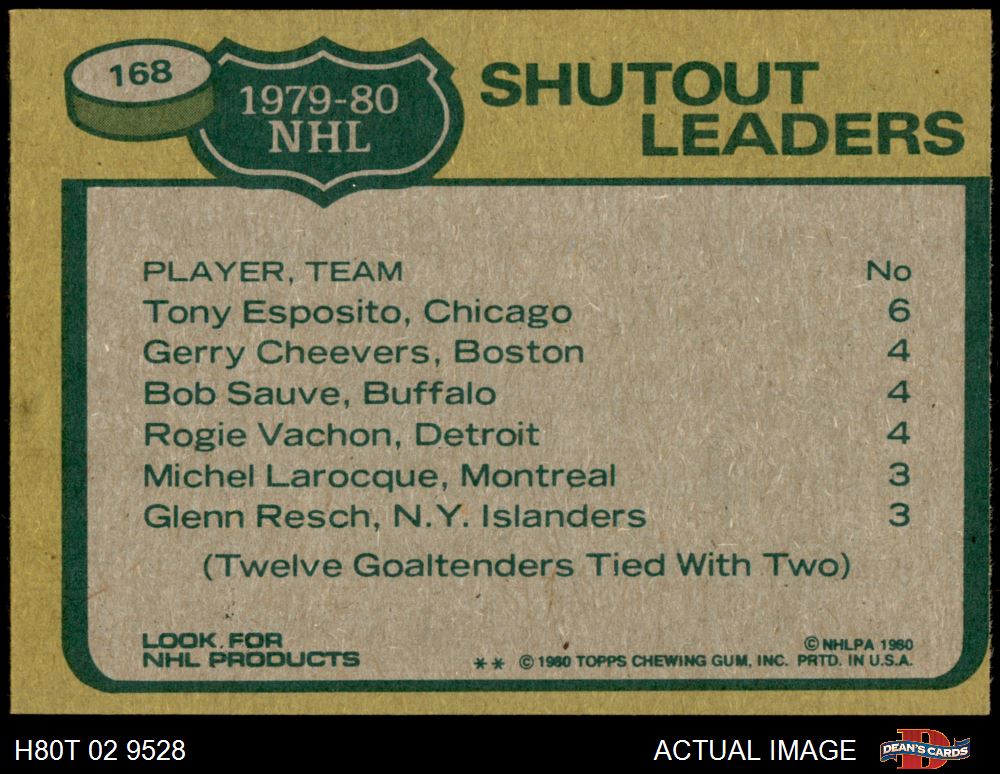 168
1979-80
NHL
SHUTOUT
LEADERS
PLAYER, TEAM No
Tony Esposito, Chicago 6
Gerry Cheevers, Boston 4
Bob Sauve, Buffalo 4
Rogie Vachon, Detroit 4
Michel Larocque, Montreal 3
Glenn Resch, N.Y. Islanders 3
(Twelve Goaltenders Tied With Two)
LOOK FOR
NHL PRODUCTS
© NHLPA 1980
** © 1980 TOPPS CHEWING GUM, INC. PRTD. IN U.S.A.
H80T 02 9528 ACTUAL IMAGE DEAN'S CARDS